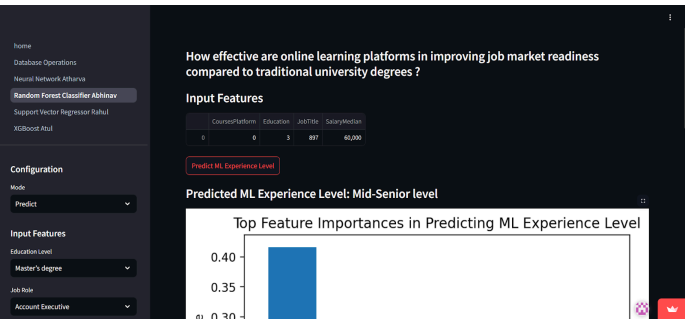 home
Database Operations
Neural Network Atharva
Random Forest Classifier Abhinav
Support Vector Regressor Rahul
XGBoost Atul
Configuration
Mode
Predict
Input Features
Education Level
Master's degree
Job Role
Account Executive
How effective are online learning platforms in improving job market readiness
compared to traditional university degrees ?
Input Features
CoursesPlatform Education JobTitle SalaryMedian
0 0 3 897 60,000
Predict ML Experience Level
Predicted ML Experience Level: Mid-Senior level
Top Feature Importances in Predicting ML Experience Level
0.40
0.35
0.30